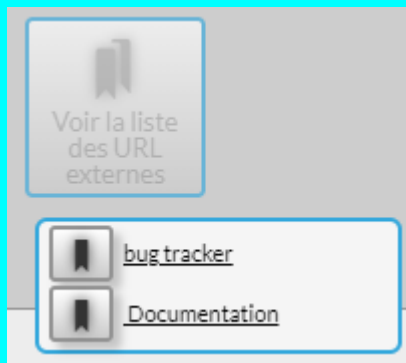 Voir la liste
des URL
externes
bug tracker
Documentation